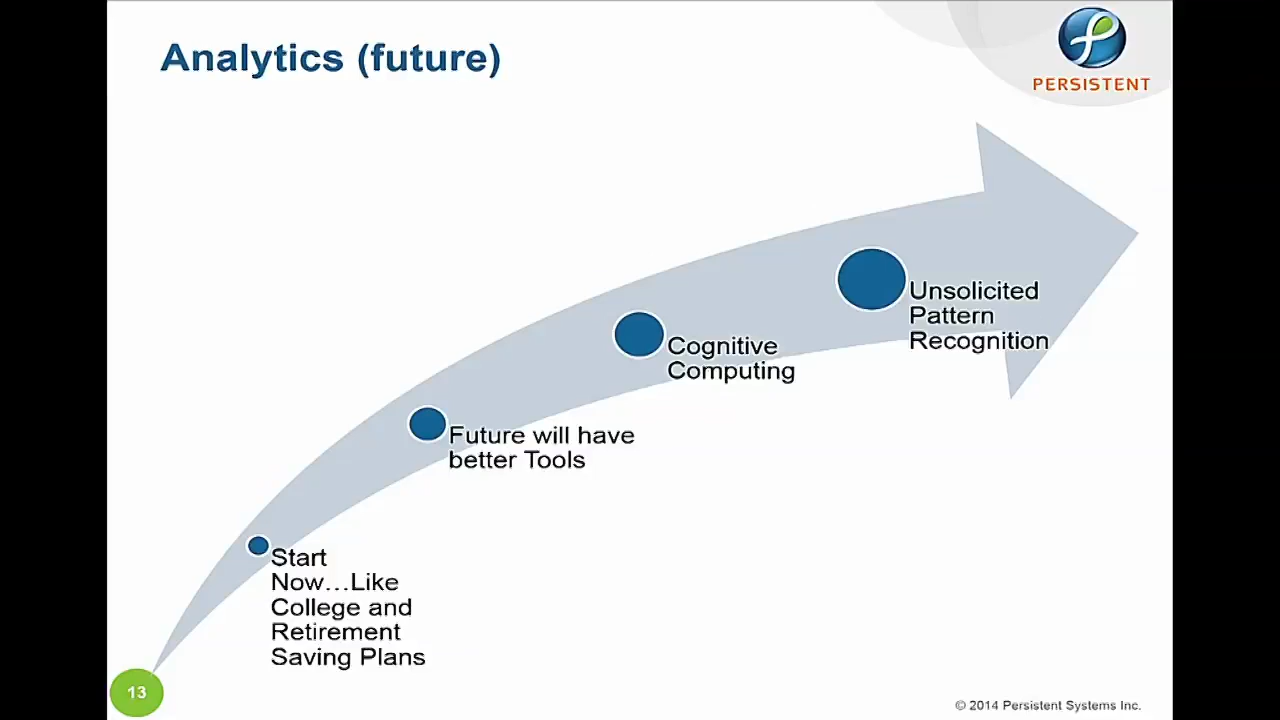 Analytics (future)
PERSISTENT
Unsolicited
Pattern
Recognition
Cognitive
Computing
Future will have
better Tools
Start
Now…Like
College and
Retirement
Saving Plans
13
© 2014 Persistent Systems Inc.